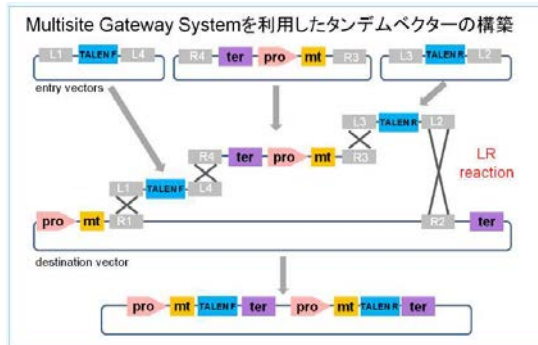 Multisite Gateway Systemを利用したタンデムベクターの構築
L1 TALEN F L4
R4 ter pro mt R3
L3 TALEN R L2
entry vectors
L3 TALEN R L2
R4 ter pro mt R3
LR
reaction
L1 TALEN F L4
pro mt R1 R2 ter
destination vector
pro mt TALEN F ter pro mt TALEN R ter